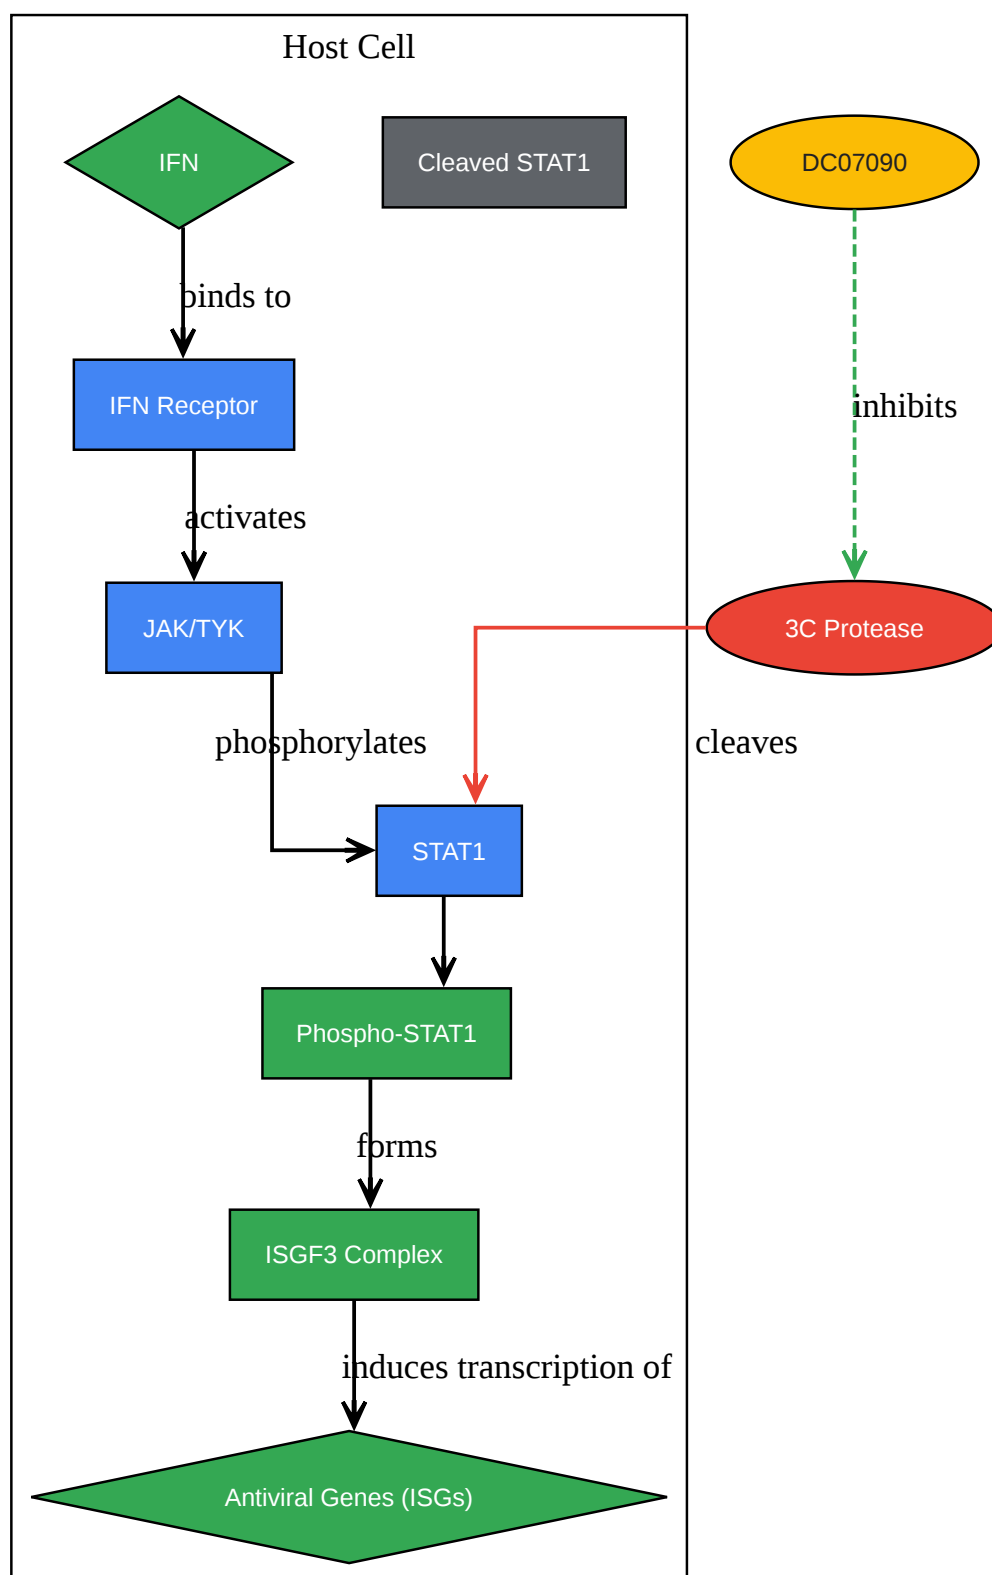 Host Cell
IFN
Cleaved STAT1
DC07090
binds to
IFN Receptor
inhibits
activates
JAK/TYK
3C Protease
phosphorylates
cleaves
STAT1
Phospho-STAT1
forms
ISGF3 Complex
induces transcription of
Antiviral Genes (ISGs)